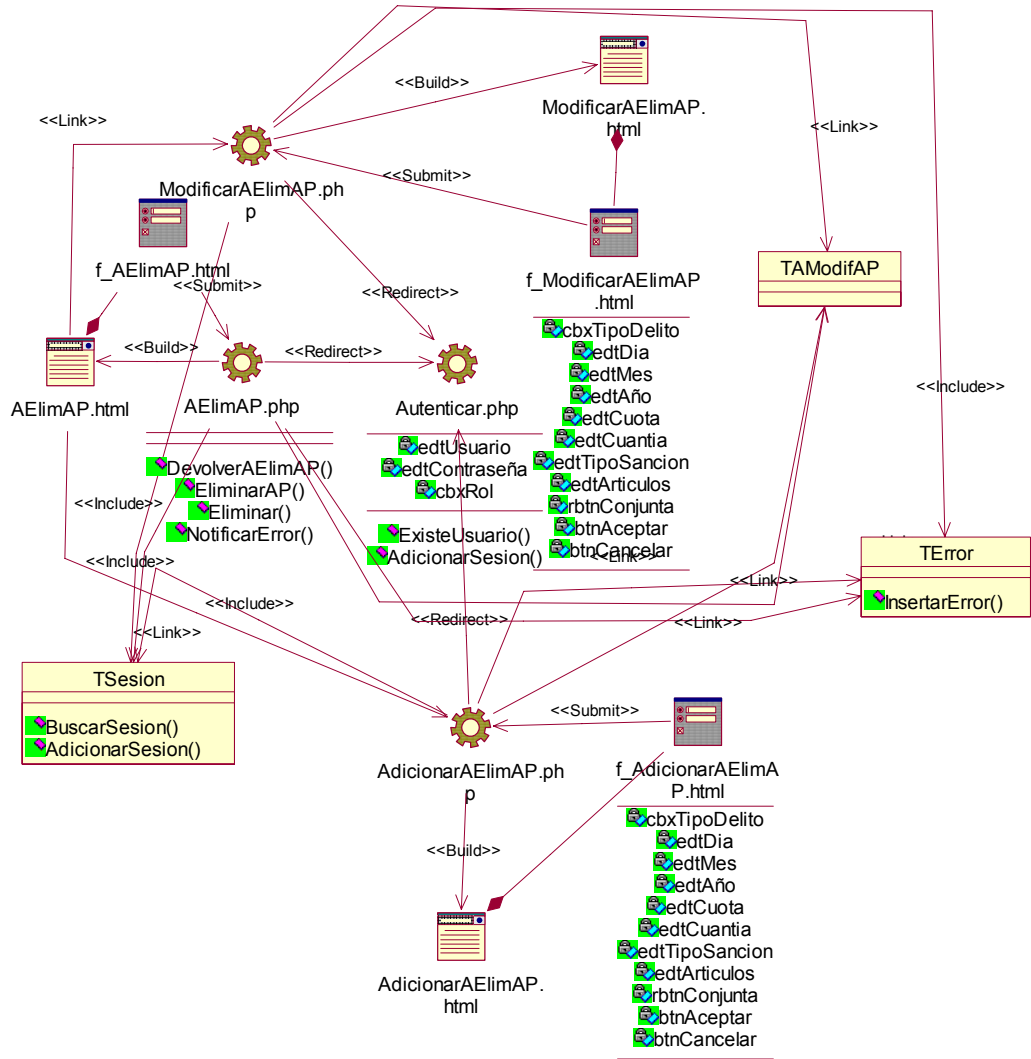 <<Build>>
ModificarAElimAP.
html
<<Link>>
<<Link>>
<<Submit>>
ModificarAElimAP.ph
p
f_AElimAP.html
<<Submit>>
f_ModificarAElimAP
.html
TAModifAP
<<Redirect>>
cbxTipoDelito
edtDia
edtMes
edtAño
edtCuota
edtCuantia
edtTipoSancion
edtArticulos
rbtnConjunta
btnAceptar
btnCancelar
<<Build>>
<<Redirect>>
<<Include>>
AElimAP.html
AElimAP.php
Autenticar.php
DevolverAElimAP()
EliminarAP()
Eliminar()
NotificarError()
edtUsuario
edtContraseña
cbxRol
ExisteUsuario()
AdicionarSesion()
<<Include>>
<<Include>>
<<Link>>
TError
InsertarError()
<<Link>>
<<Include>>
<<Redirect>>
<<Link>>
<<Link>>
TSesion
BuscarSesion()
AdicionarSesion()
<<Submit>>
AdicionarAElimAP.ph
p
f_AdicionarAElimA
P.html
cbxTipoDelito
edtDia
edtMes
edtAño
edtCuota
edtCuantia
edtTipoSancion
edtArticulos
rbtnConjunta
btnAceptar
btnCancelar
<<Build>>
AdicionarAElimAP.
html